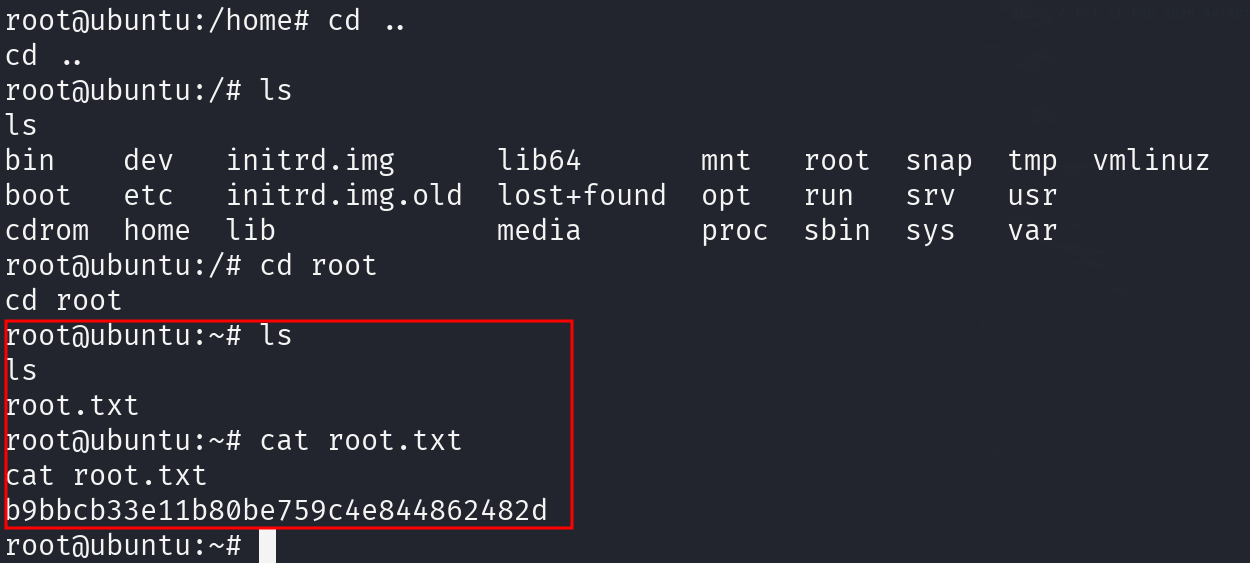 root@ubuntu:/home# cd ..
cd ..
root@ubuntu:/# ls
ls
bin    dev   initrd.img      lib64       mnt   root  snap  tmp  vmlinuz
boot   etc   initrd.img.old  lost+found  opt   run   srv   usr
cdrom  home  lib             media       proc  sbin  sys   var
root@ubuntu:/# cd root
cd root
root@ubuntu:~# ls
ls
root.txt
root@ubuntu:~# cat root.txt
cat root.txt
b9bbcb33e11b80be759c4e844862482d
root@ubuntu:~#